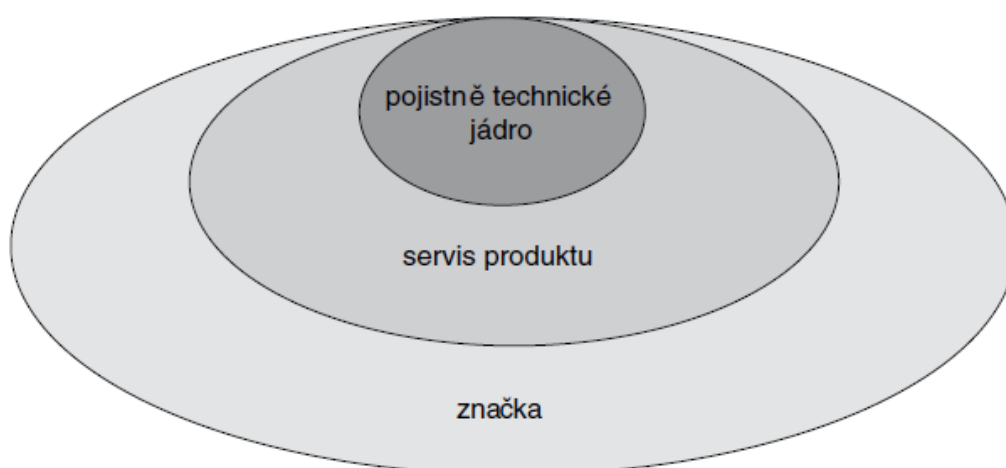 pojistně technické
jádro
servis produktu
značka